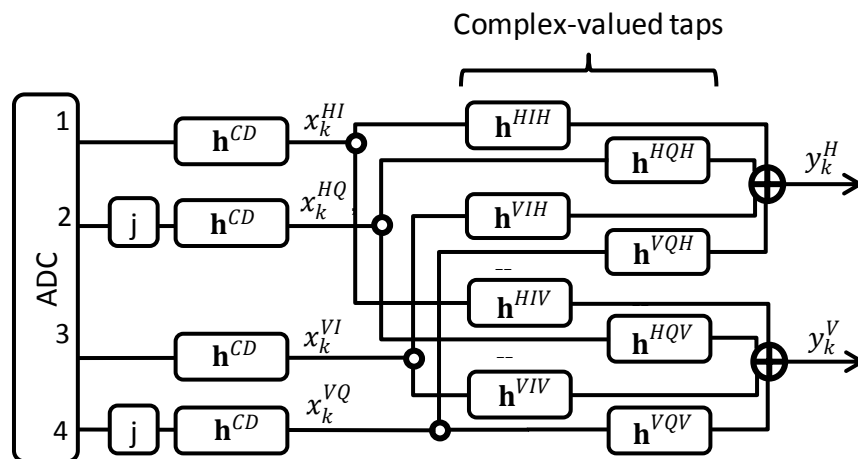 Complex-valued taps
ADC
1
h^{CD}
x_k^{HI}
h^{HIH}
h^{HQH}
y_k^H
2
j
h^{CD}
x_k^{HQ}
h^{VIH}
h^{VQH}
h^{HIV}
3
h^{CD}
x_k^{VI}
h^{HQV}
y_k^V
h^{VIV}
4
j
h^{CD}
x_k^{VQ}
h^{VQV}